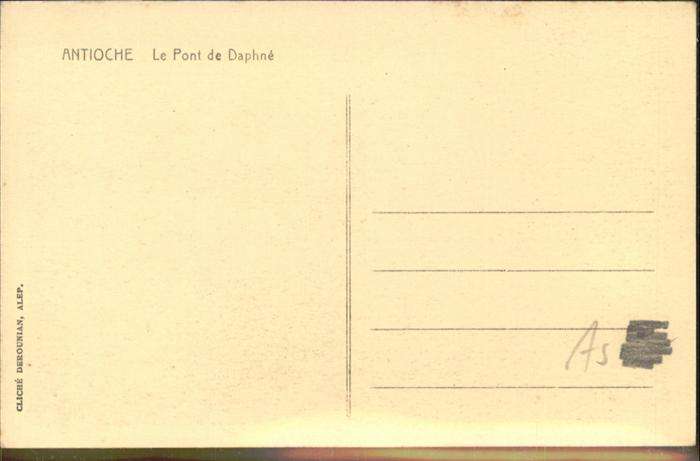 ANTIOCHE Le Pont de Daphné
CLICHÉ DEROUNIAN, ALEP.
As